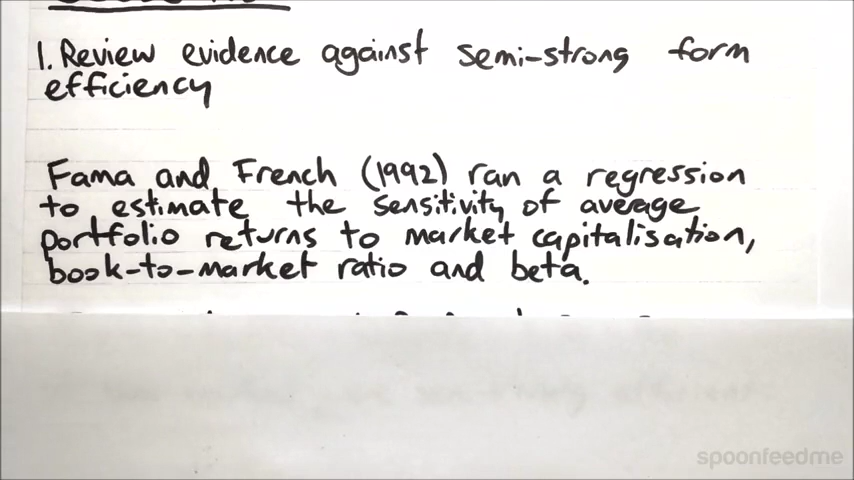 1. Review evidence against semi-strong form
efficiency
Fama and French (1992) ran a regression
to estimate the sensitivity of average
portfolio returns to market capitalisation,
book-to-market ratio and beta.
spoonfeedme